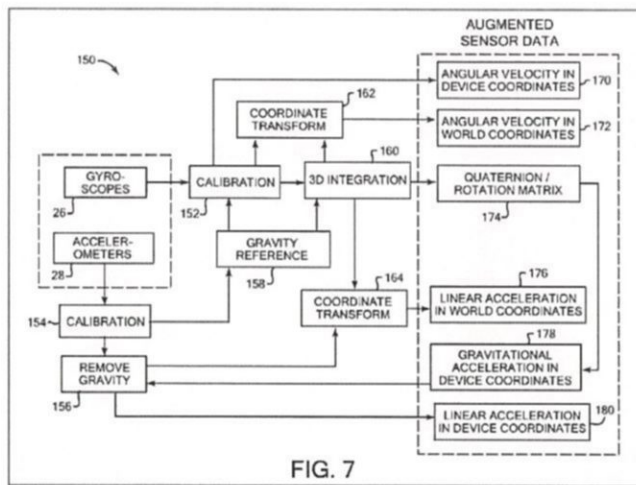 AUGMENTED
SENSOR DATA
150
ANGULAR VELOCITY IN
DEVICE COORDINATES
170
162
COORDINATE
TRANSFORM
ANGULAR VELOCITY IN
WORLD COORDINATES
172
160
GYRO-
SCOPES
26
CALIBRATION
152
3D INTEGRATION
QUATERNION /
ROTATION MATRIX
174
ACCELER-
OMETERS
28
GRAVITY
REFERENCE
158
164
176
COORDINATE
TRANSFORM
LINEAR ACCELERATION
IN WORLD COORDINATES
154
CALIBRATION
178
REMOVE
GRAVITY
156
GRAVITATIONAL
ACCELERATION IN
DEVICE COORDINATES
LINEAR ACCELERATION
IN DEVICE COORDINATES
180
FIG. 7